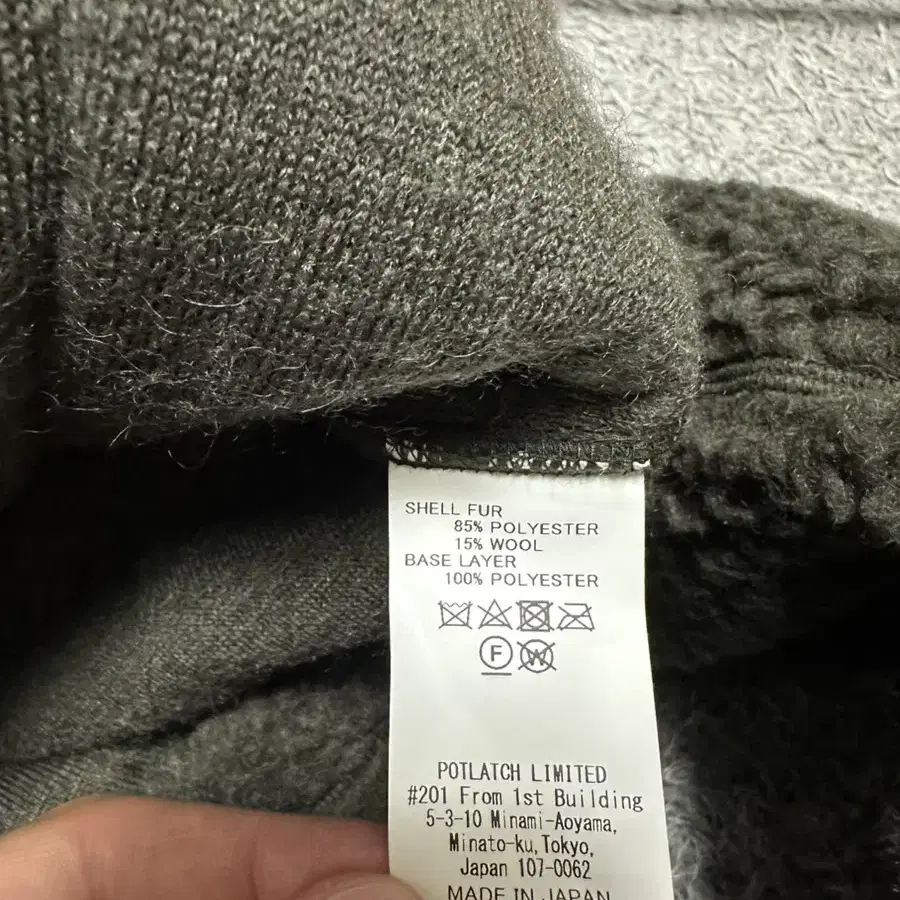 SHELL FUR
85% POLYESTER
15% WOOL
BASE LAYER
100% POLYESTER
F W
POTLATCH LIMITED
#201 From 1st Building
5-3-10 Minami-Aoyama,
Minato-ku,Tokyo,
Japan 107-0062
MADE IN JAPAN